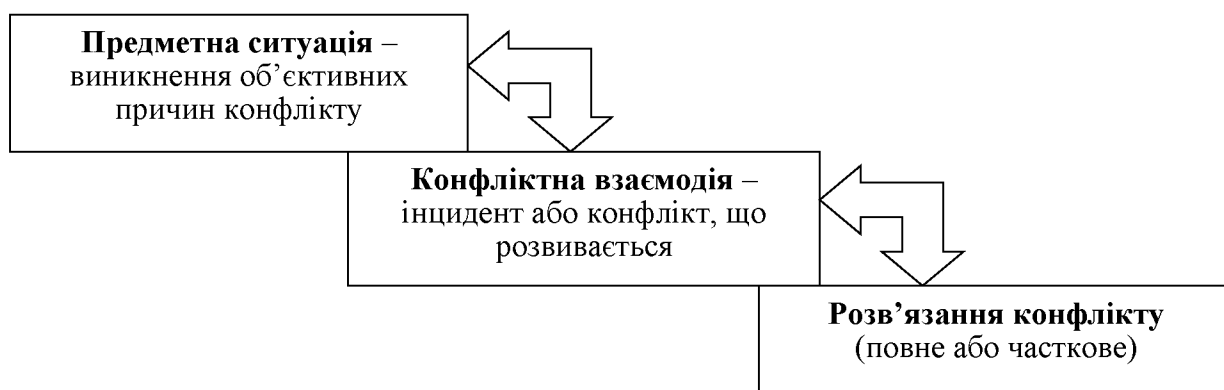 Предметна ситуація –
виникнення об’єктивних
причин конфлікту
Конфліктна взаємодія –
інцидент або конфлікт, що
розвивається
Розв’язання конфлікту
(повне або часткове)